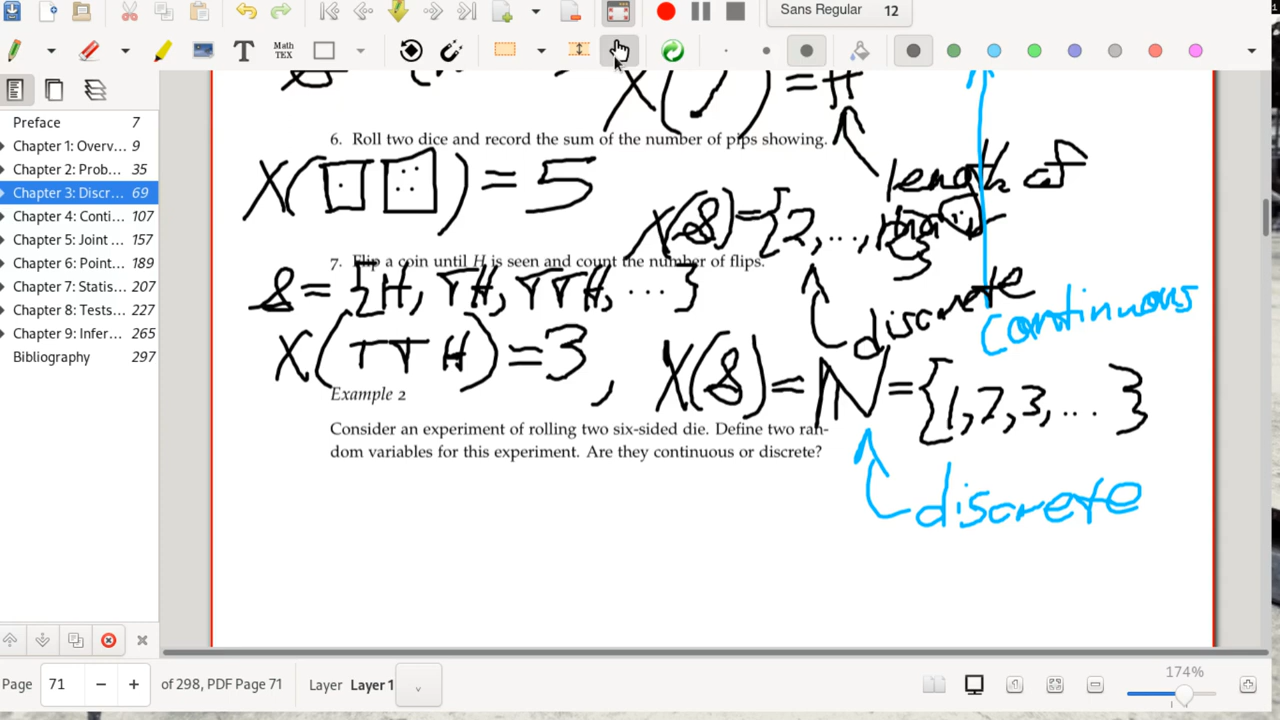 Sans Regular 12
Math
TEX
Preface 7
Chapter 1: Overv... 9
Chapter 2: Prob... 35
Chapter 3: Discr... 69
Chapter 4: Conti... 107
Chapter 5: Joint ... 157
Chapter 6: Point... 189
Chapter 7: Statis... 207
Chapter 8: Tests... 227
Chapter 9: Infer... 265
Bibliography 297
X( ) = H
length of
6. Roll two dice and record the sum of the number of pips showing.
X( ) = 5
X(S) = {2, ...,
discrete
continuous
7. Flip a coin until H is seen and count the number of flips.
S = {H, TH, TTH, ... }
X(TTH) = 3, X(S) = N = {1, 2, 3, ... }
discrete
Example 2
Consider an experiment of rolling two six-sided die. Define two ran-
dom variables for this experiment. Are they continuous or discrete?
Page 71 of 298, PDF Page 71 Layer Layer 1 174%